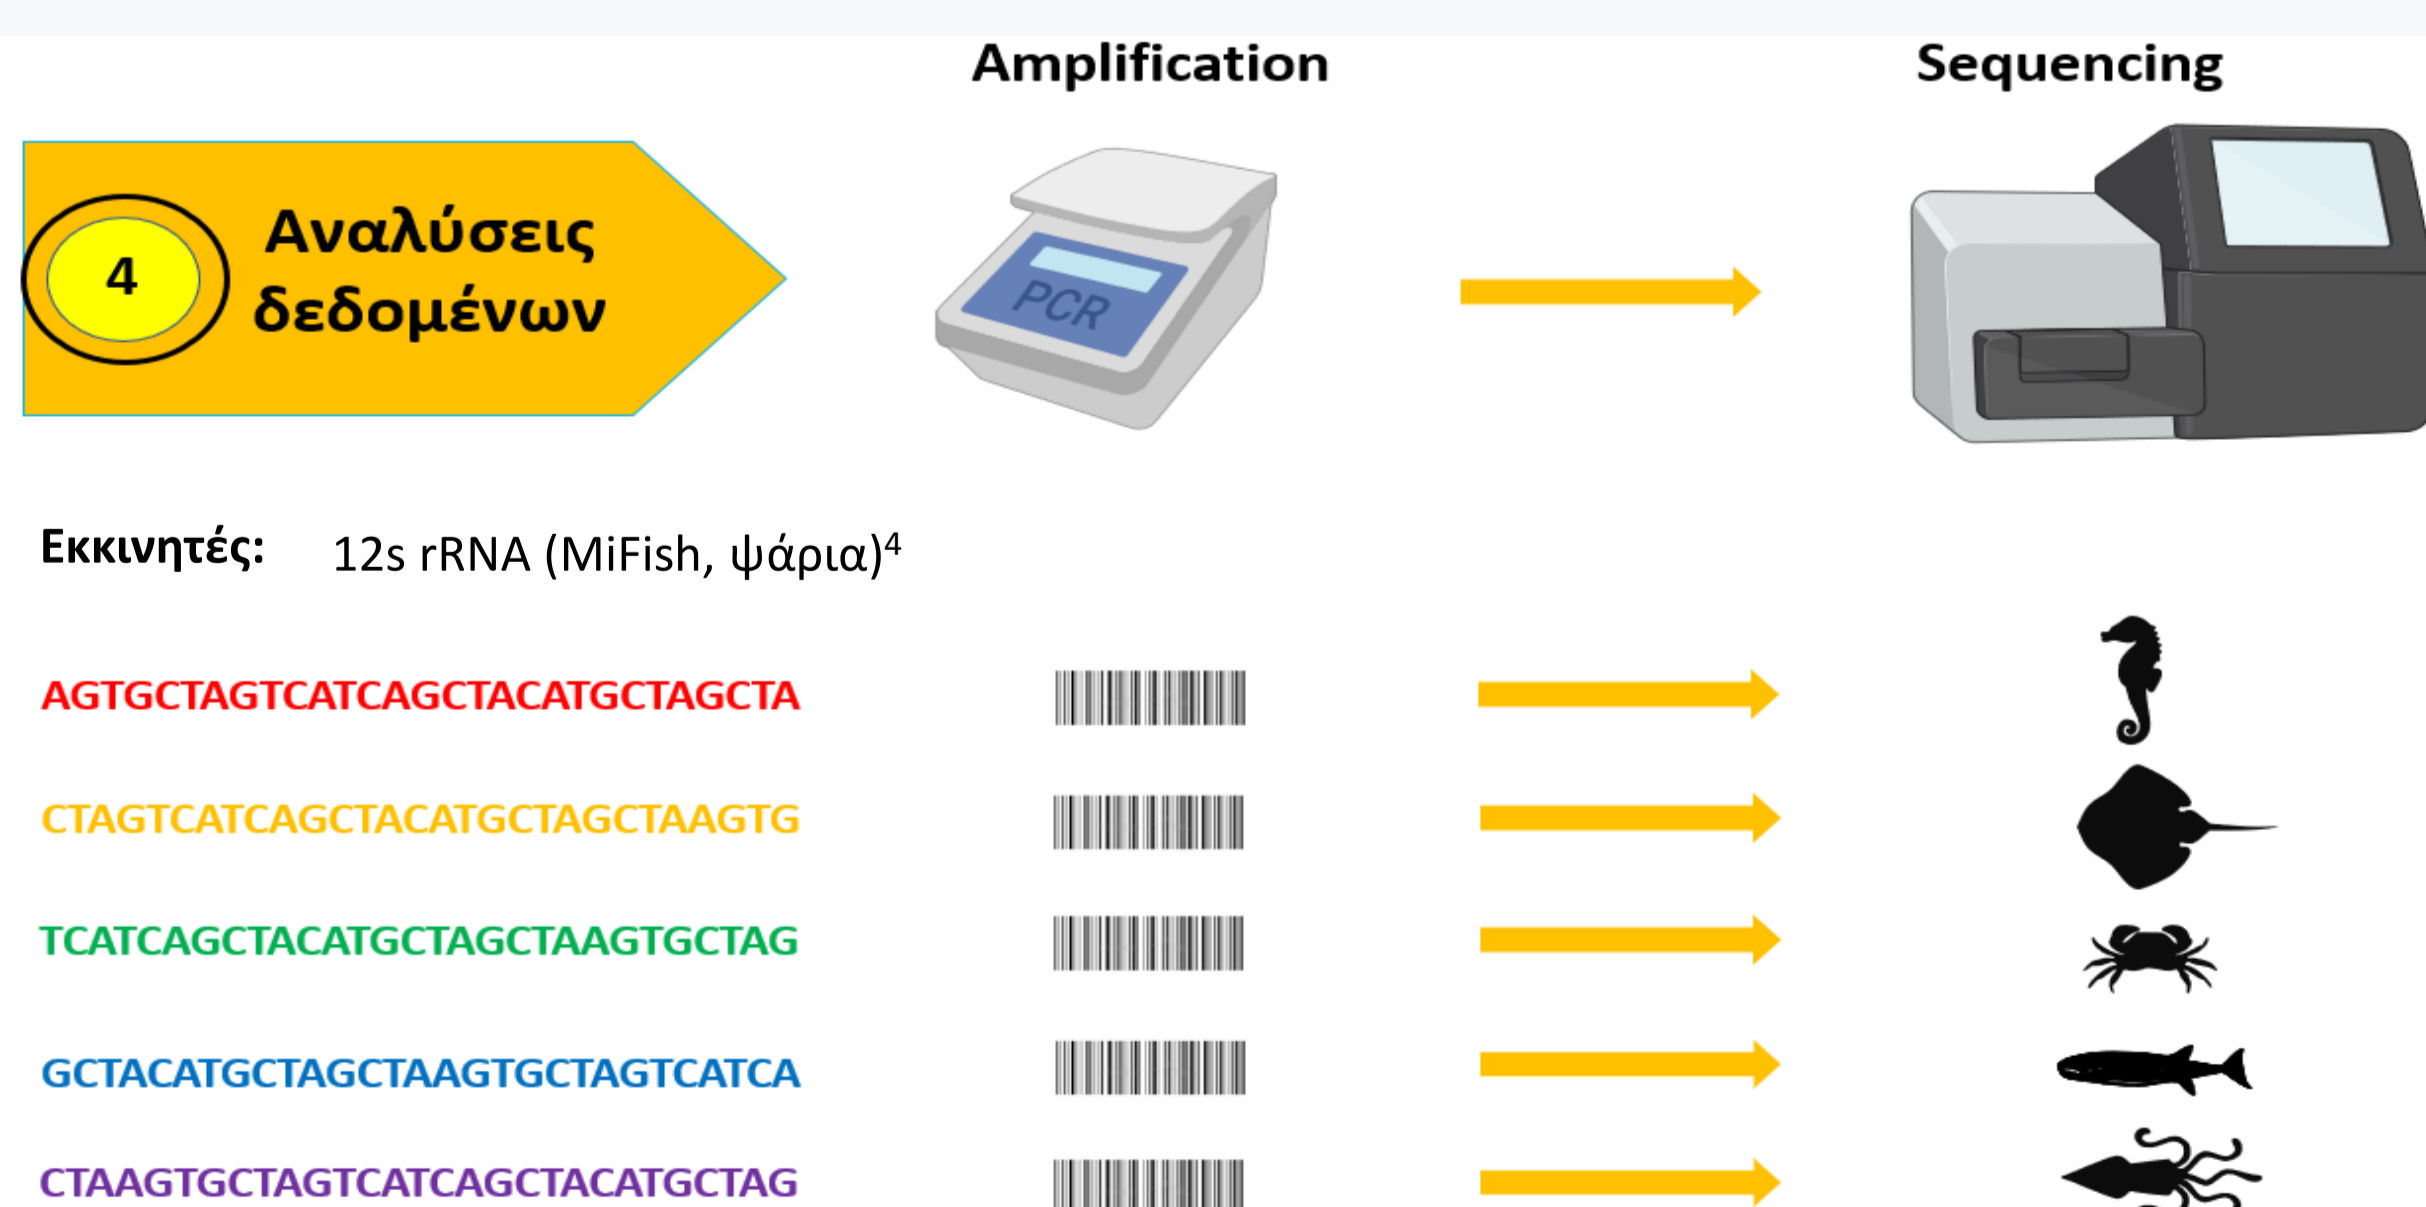 Amplification
Sequencing
4
Αναλύσεις
δεδομένων
PCR
Εκκινητές: 12s rRNA (MiFish, ψάρια)⁴
AGTGCTAGTCATCAGCTACATGCTAGCTA
CTAGTCATCAGCTACATGCTAGCTAAGTG
TCATCAGCTACATGCTAGCTAAGTGCTAG
GCTACATGCTAGCTAAGTGCTAGTCATCA
CTAAGTGCTAGTCATCAGCTACATGCTAG